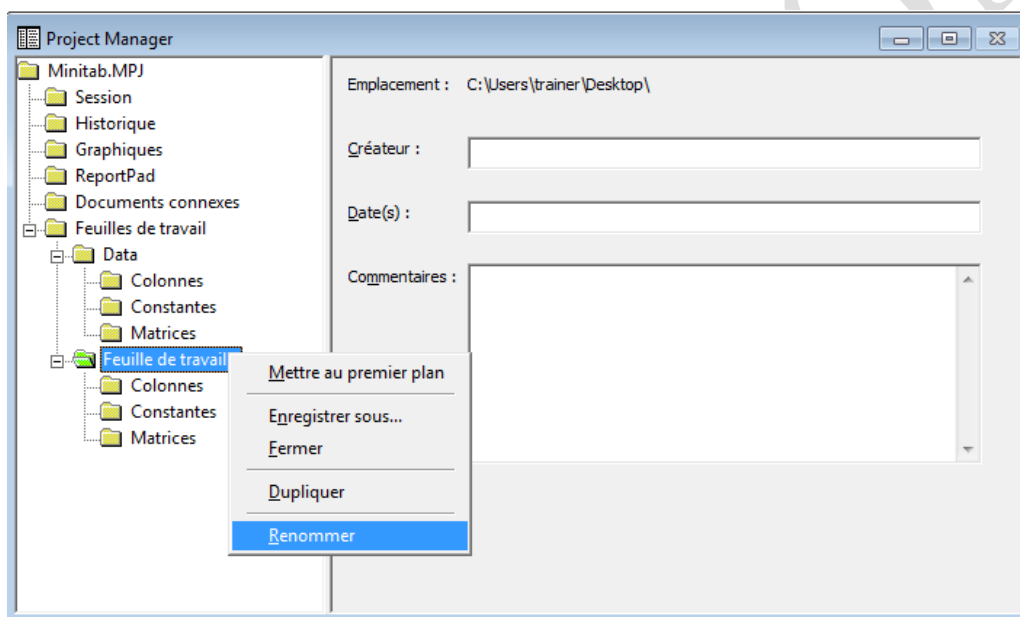 Project Manager
Minitab.MPJ
Session
Historique
Graphiques
ReportPad
Documents connexes
Feuilles de travail
Data
Colonnes
Constantes
Matrices
Feuille de travail
Colonnes
Constantes
Matrices
Emplacement : C:\Users\trainer\Desktop\
Créateur :
Date(s) :
Commentaires :
Mettre au premier plan
Enregistrer sous...
Fermer
Dupliquer
Renommer